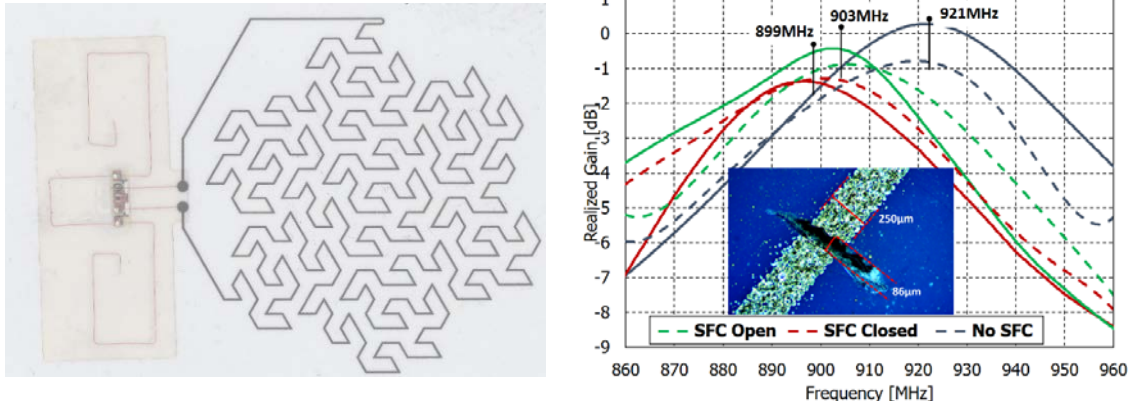 1
0
-1
-2
-3
-4
-5
-6
-7
-8
-9
Realized Gain,[dB]
899MHz
903MHz
921MHz
250µm
86µm
SFC Open
SFC Closed
No SFC
860 870 880 890 900 910 920 930 940 950 960
Frequency [MHz]